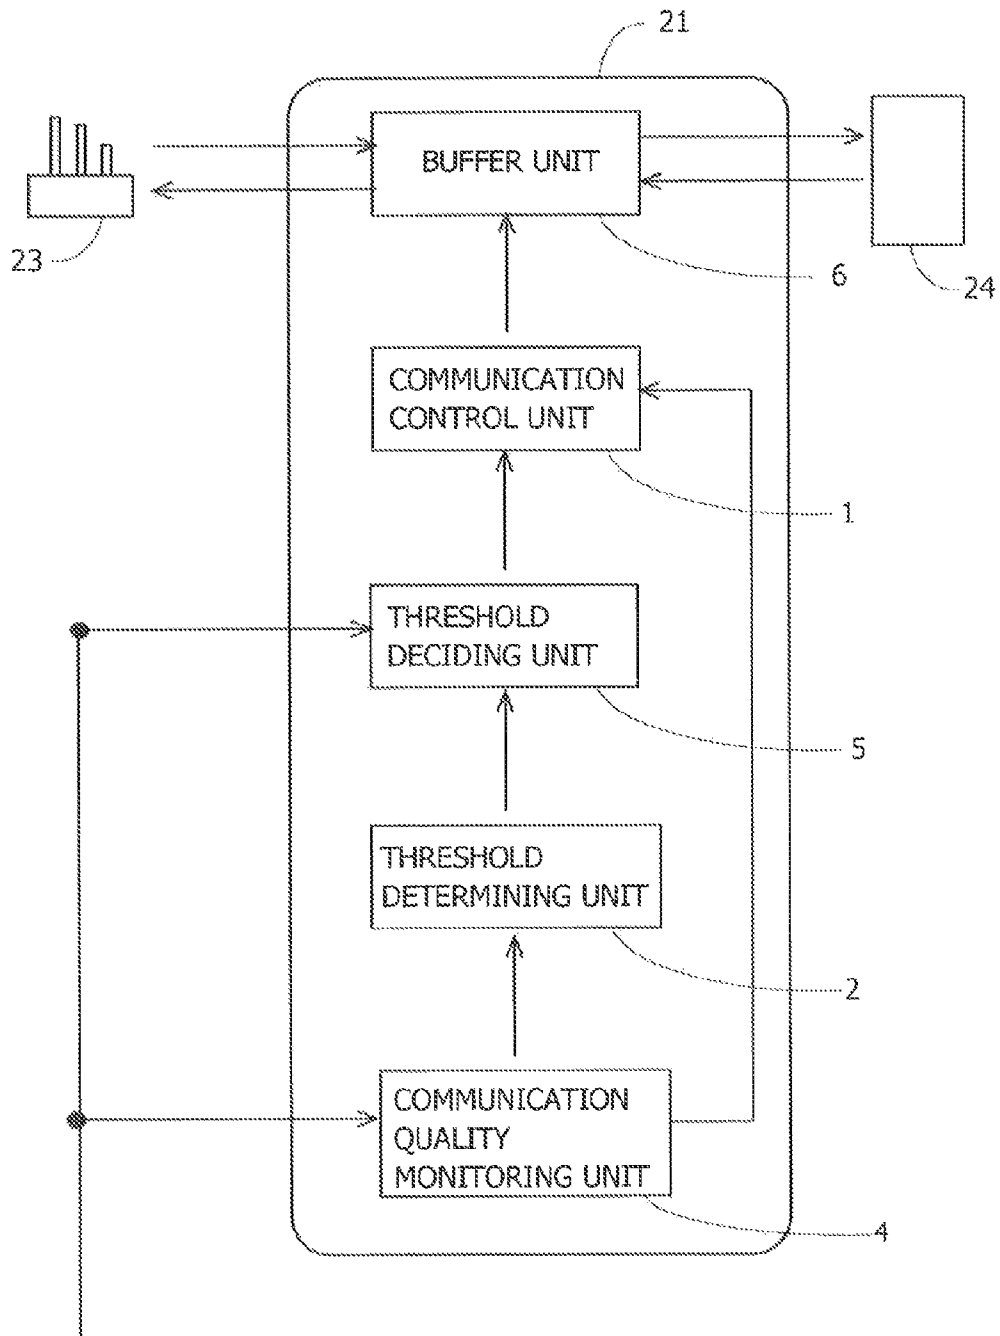 21
BUFFER UNIT
23
6
24
COMMUNICATION
CONTROL UNIT
1
THRESHOLD
DECIDING UNIT
5
THRESHOLD
DETERMINING UNIT
2
COMMUNICATION
QUALITY
MONITORING UNIT
4